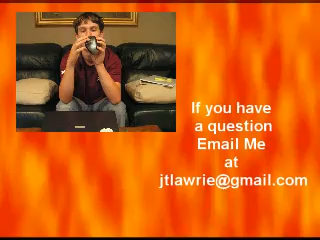 If you have
a question
Email Me
at
jtlawrie@gmail.com